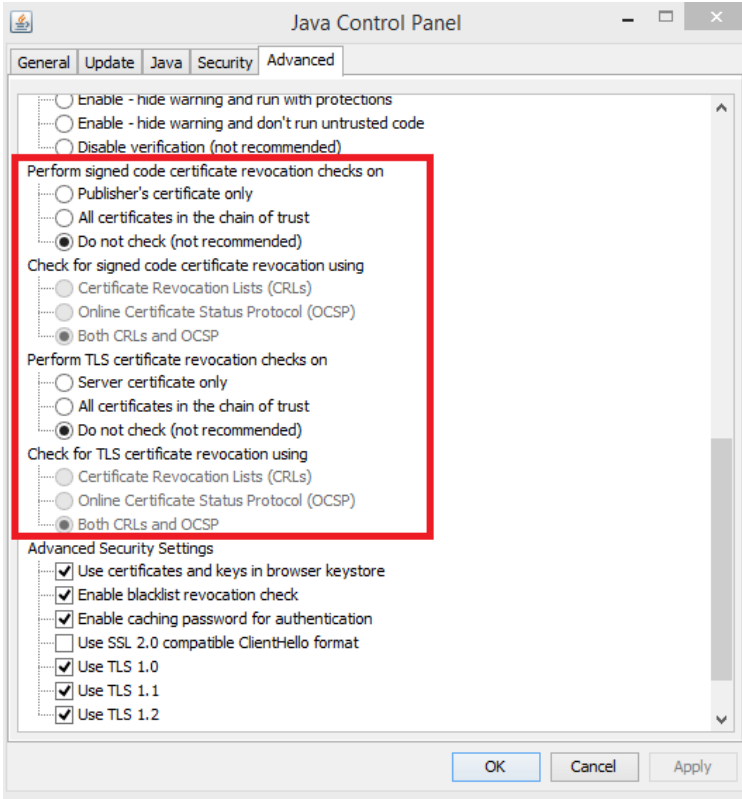 Java Control Panel
General Update Java Security Advanced
Enable - hide warning and run with protections
Enable - hide warning and don't run untrusted code
Disable verification (not recommended)
Perform signed code certificate revocation checks on
Publisher's certificate only
All certificates in the chain of trust
Do not check (not recommended)
Check for signed code certificate revocation using
Certificate Revocation Lists (CRLs)
Online Certificate Status Protocol (OCSP)
Both CRLs and OCSP
Perform TLS certificate revocation checks on
Server certificate only
All certificates in the chain of trust
Do not check (not recommended)
Check for TLS certificate revocation using
Certificate Revocation Lists (CRLs)
Online Certificate Status Protocol (OCSP)
Both CRLs and OCSP
Advanced Security Settings
Use certificates and keys in browser keystore
Enable blacklist revocation check
Enable caching password for authentication
Use SSL 2.0 compatible ClientHello format
Use TLS 1.0
Use TLS 1.1
Use TLS 1.2
OK Cancel Apply